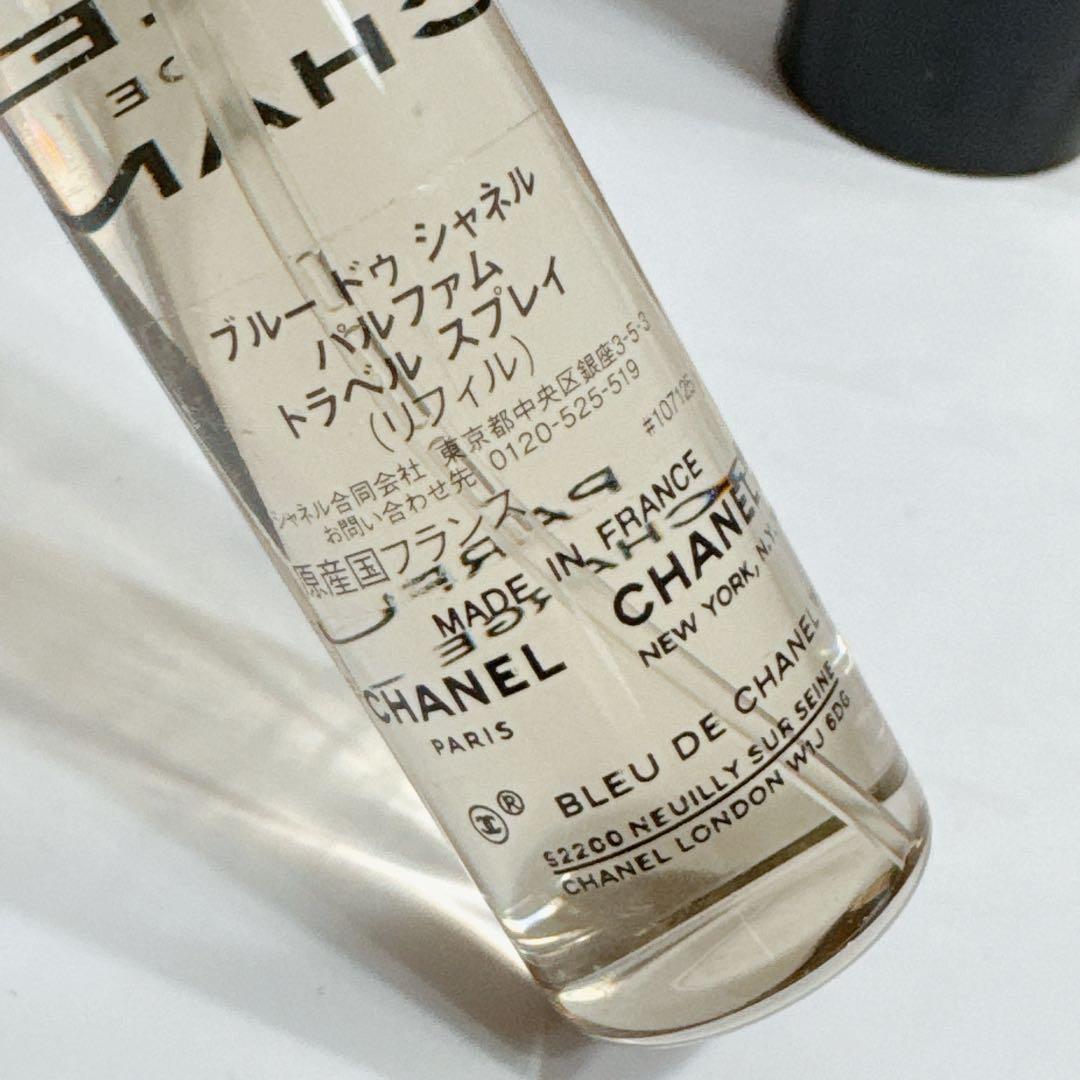 ブルー ドゥ シャネル
パルファム
トラベル スプレイ
(リフィル)
シャネル合同会社 東京都中央区銀座3-5-3
お問い合わせ先 0120-525-519
#107125
原産国フランス
MADE IN FRANCE
CHANEL CHANEL
PARIS NEW YORK, N.Y.
® BLEU DE CHANEL
92200 NEUILLY SUR SEINE
CHANEL LONDON W1J 6DG